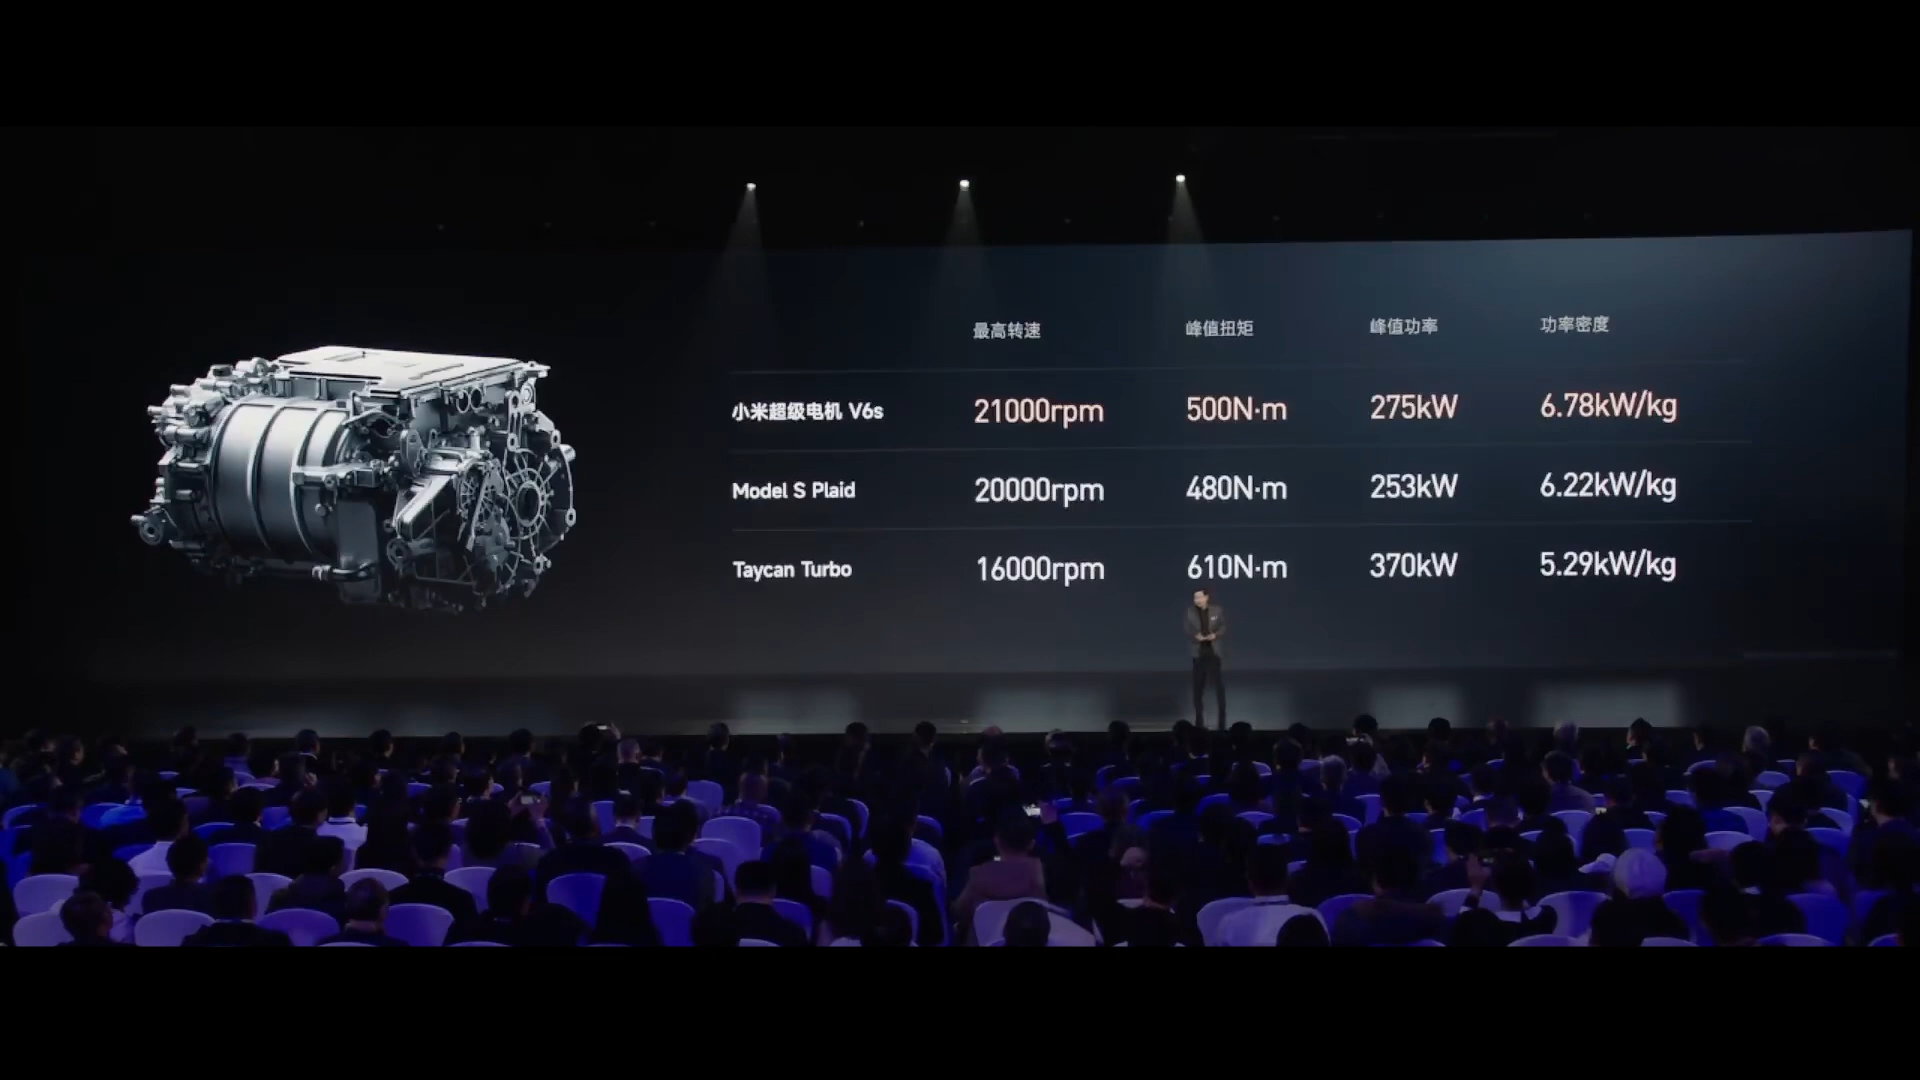 最高转速 峰值扭矩 峰值功率 功率密度
小米超级电机 V6s 21000rpm 500N·m 275kW 6.78kW/kg
Model S Plaid 20000rpm 480N·m 253kW 6.22kW/kg
Taycan Turbo 16000rpm 610N·m 370kW 5.29kW/kg